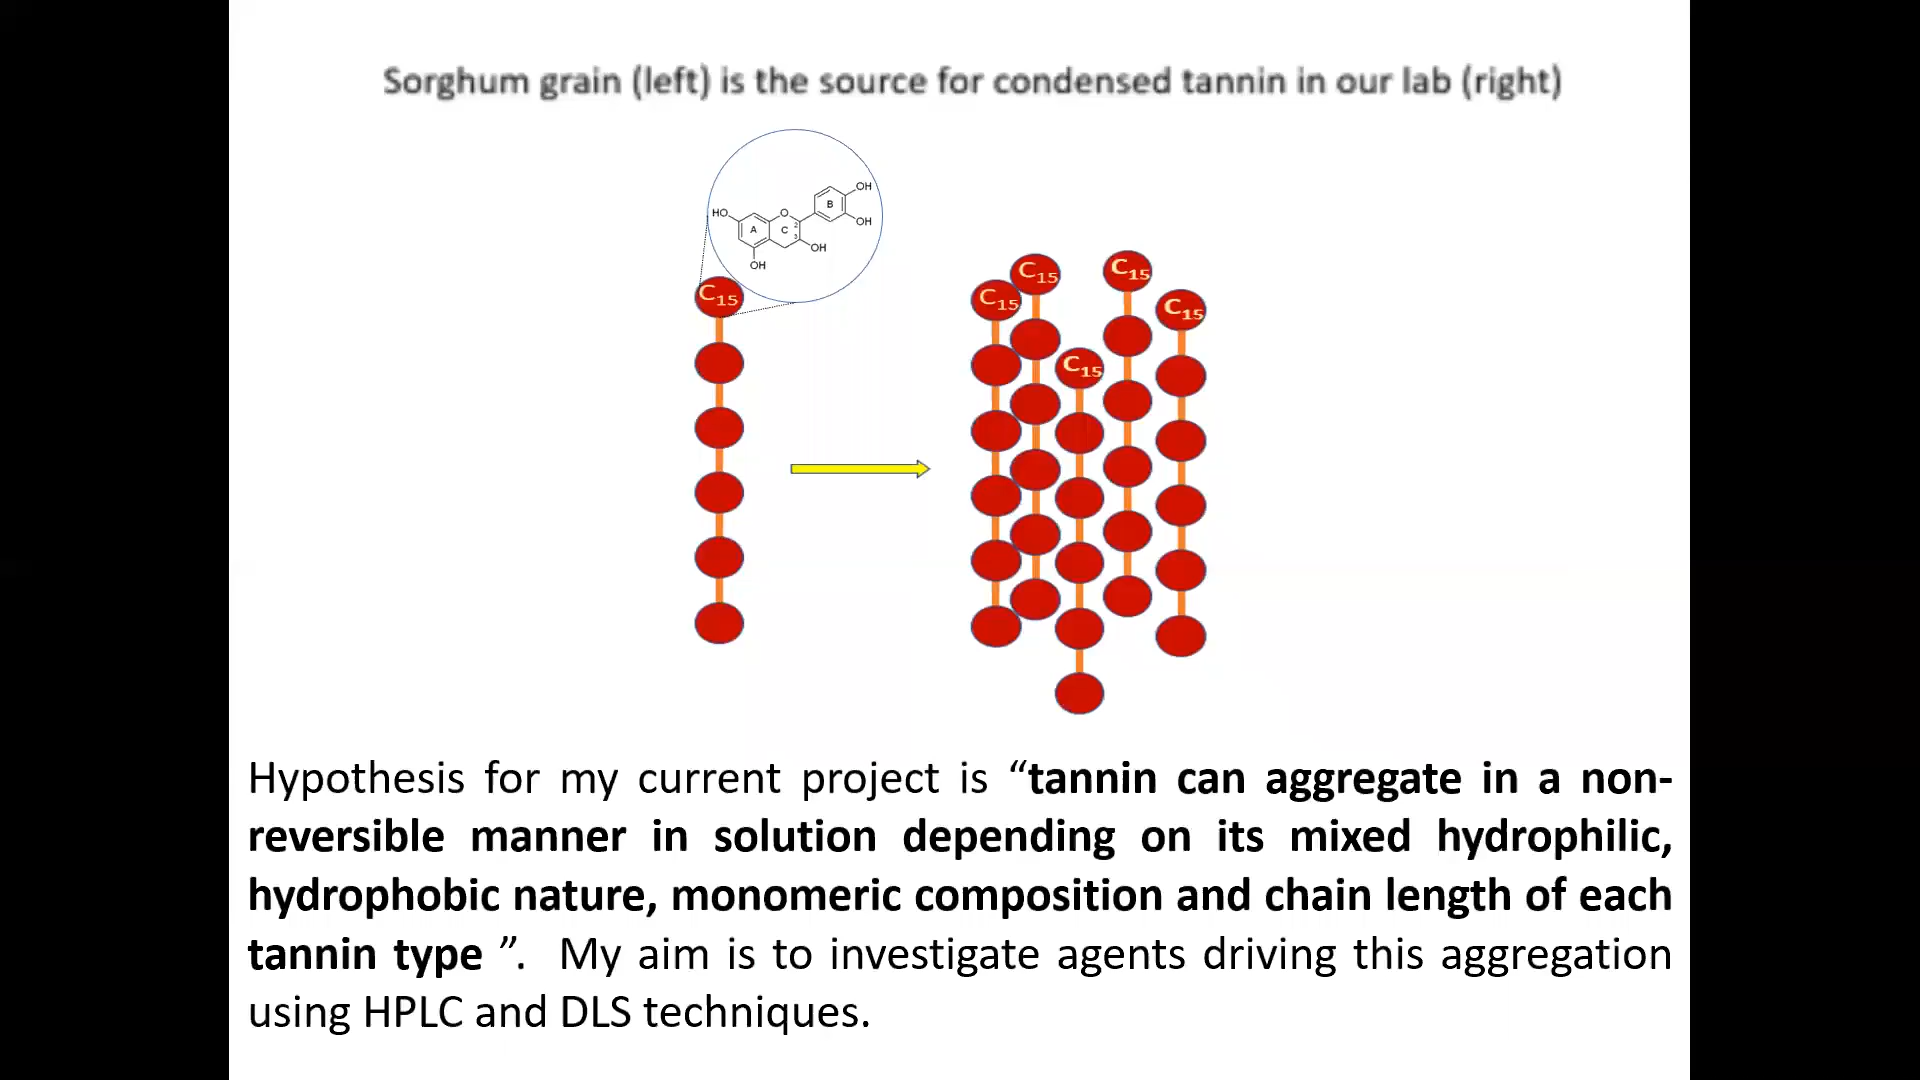 Sorghum grain (left) is the source for condensed tannin in our lab (right)
OH
B
HO
O
2
OH
A
C
3
OH
OH
C15
C15
C15
C15
C15
C15
Hypothesis for my current project is “tannin can aggregate in a non-
reversible manner in solution depending on its mixed hydrophilic,
hydrophobic nature, monomeric composition and chain length of each
tannin type ”. My aim is to investigate agents driving this aggregation
using HPLC and DLS techniques.